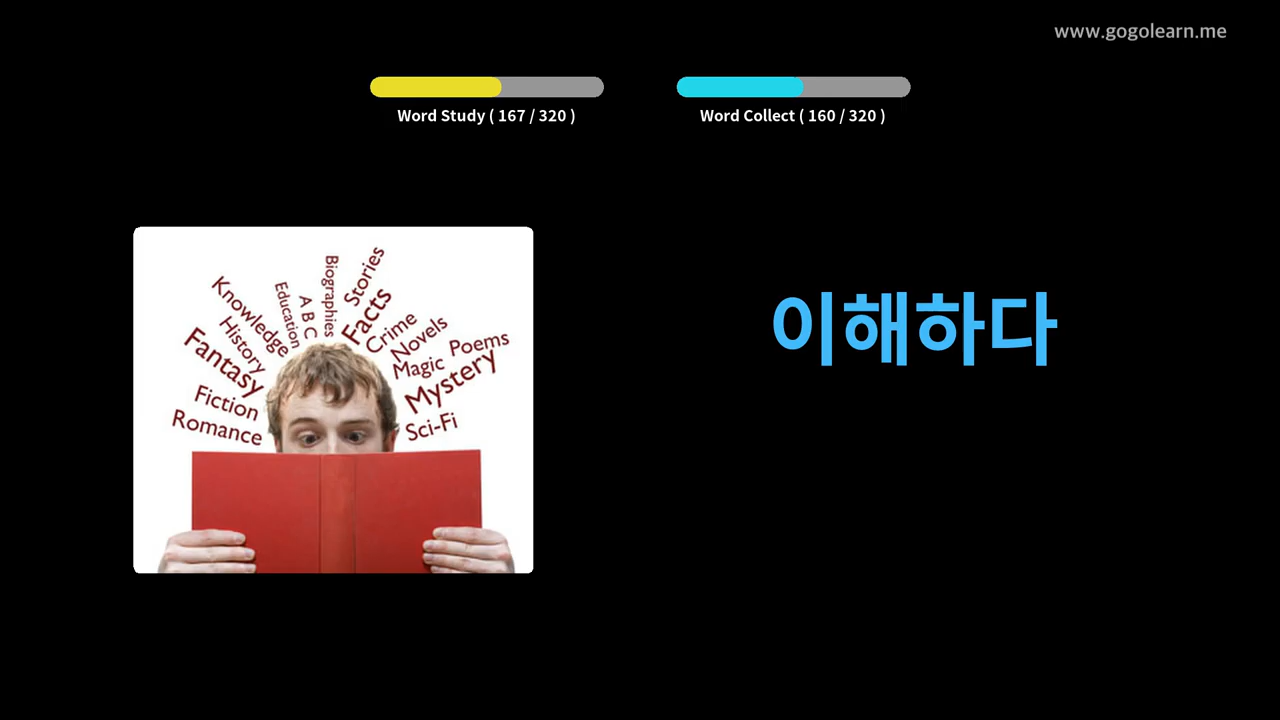 www.gogolearn.me
Word Study ( 167 / 320 )
Word Collect ( 160 / 320 )
Stories
Biographies
Facts
A B C
Education
Knowledge
Crime
History
Novels
Poems
Fantasy
Magic
Mystery
Fiction
Romance
Sci-Fi
이해하다